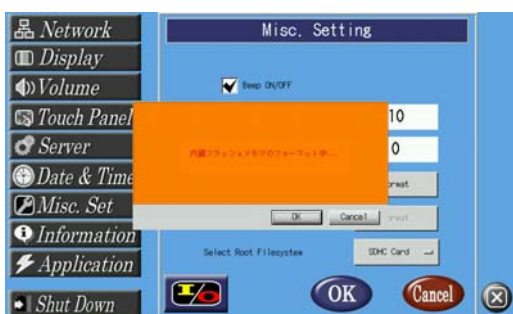 Network
Misc. Setting
Display
Volume
Beep ON/OFF
Touch Panel
10
Server
内蔵フラッシュメモリのフォーマット中....
0
Date & Time
Misc. Set
OK
Cancel
Information
Select Root Filesystem
SDHC Card
Application
I/O
OK
Cancel
Shut Down